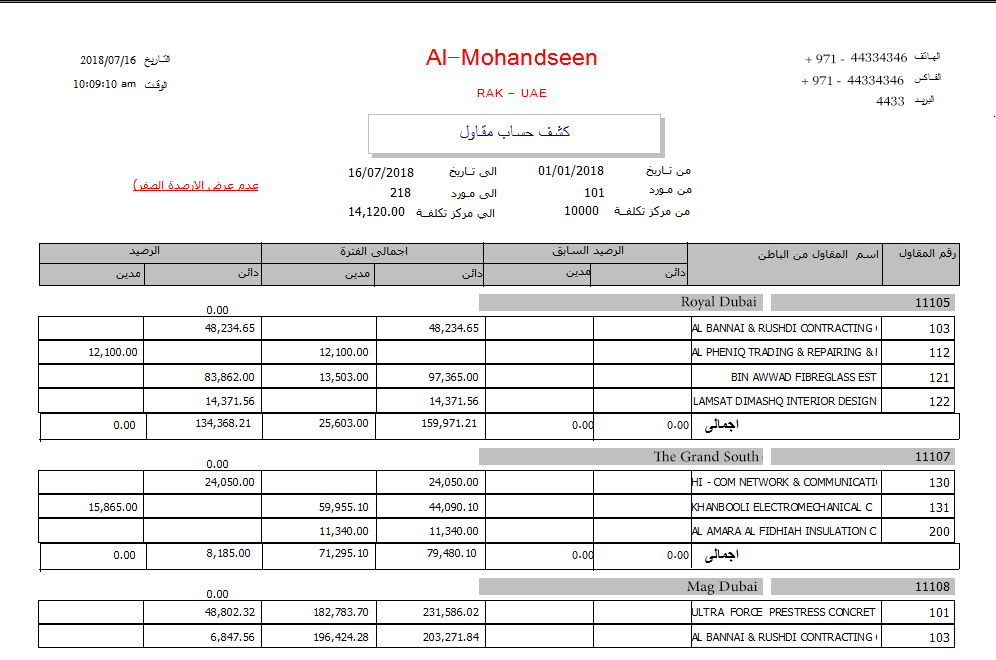 الهاتف 44334346 - 971 +
الفاكس 44334346 - 971 +
البريد 4433
Al-Mohandseen
RAK - UAE
التاريخ 2018/07/16
الوقت 10:09:10 am
كشف حساب مقاول
من تاريخ 01/01/2018 الى تاريخ 16/07/2018
من مورد 101 الى مورد 218
من مركز تكلفة 10000 الي مركز تكلفة 14,120.00
عدم عرض الارصدة الصفر)
رقم المقاول اسم المقاول من الباطن الرصيد السابق اجمالى الفترة الرصيد
دائن مدين دائن مدين دائن مدين
11105 Royal Dubai 0.00
103 AL BANNAI & RUSHDI CONTRACTING 48,234.65 48,234.65
112 AL PHENIQ TRADING & REPAIRING & 12,100.00 12,100.00
121 BIN AWWAD FIBREGLASS EST 97,365.00 13,503.00 83,862.00
122 LAMSAT DIMASHQ INTERIOR DESIGN 14,371.56 14,371.56
اجمالى 0.00 0.00 159,971.21 25,603.00 134,368.21 0.00
11107 The Grand South 0.00
130 HI - COM NETWORK & COMMUNICATI 24,050.00 24,050.00
131 KHANBOOLI ELECTROMECHANICAL C 44,090.10 59,955.10 15,865.00
200 AL AMARA AL FIDHIAH INSULATION C 11,340.00 11,340.00
اجمالى 0.00 0.00 79,480.10 71,295.10 8,185.00 0.00
11108 Mag Dubai 0.00
101 ULTRA FORCE PRESTRESS CONCRET 231,586.02 182,783.70 48,802.32
103 AL BANNAI & RUSHDI CONTRACTING 203,271.84 196,424.28 6,847.56